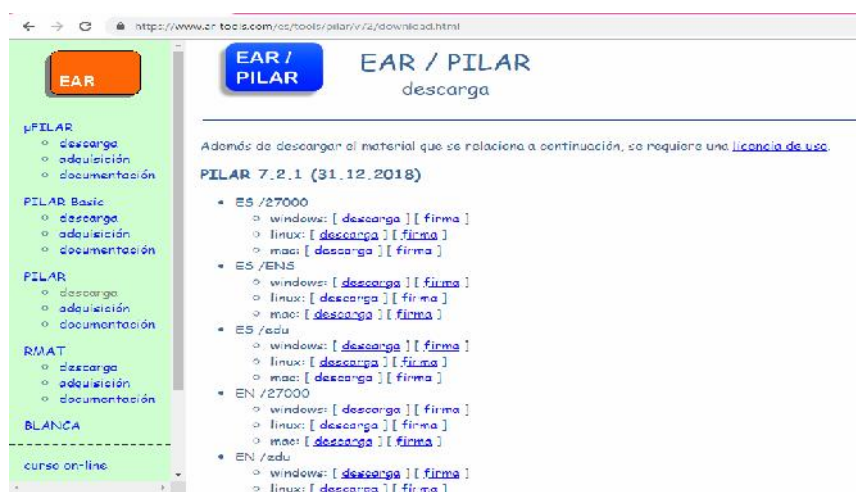 https://www.ar-tools.com/es/tools/pilar/v72/download.html
EAR
µPILAR
descarga
adquisición
documentación
PILAR Basic
descarga
adquisición
documentación
PILAR
descarga
adquisición
documentación
RMAT
descarga
adquisición
documentación
BLANCA
curso on-line
EAR /
PILAR
EAR / PILAR
descarga
Además de descargar el material que se relaciona a continuación, se requiere una licencia de uso.
PILAR 7.2.1 (31.12.2018)
ES /27000
windows: [ descarga ] [ firma ]
linux: [ descarga ] [ firma ]
mac: [ descarga ] [ firma ]
ES /ENS
windows: [ descarga ] [ firma ]
linux: [ descarga ] [ firma ]
mac: [ descarga ] [ firma ]
ES /edu
windows: [ descarga ] [ firma ]
linux: [ descarga ] [ firma ]
mac: [ descarga ] [ firma ]
EN /27000
windows: [ descarga ] [ firma ]
linux: [ descarga ] [ firma ]
mac: [ descarga ] [ firma ]
EN /edu
windows: [ descarga ] [ firma ]
linux: [ descarga ] [ firma ]